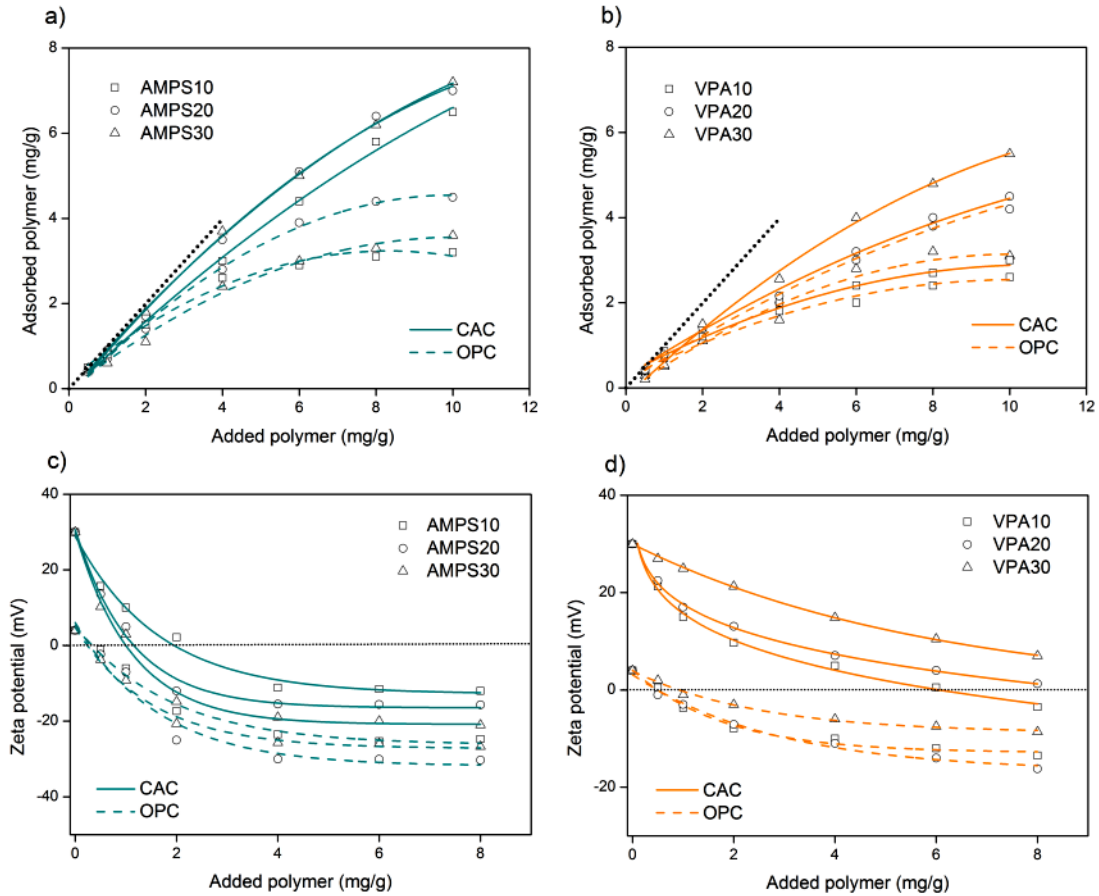 a)
8
6
4
2
0
Adsorbed polymer (mg/g)
AMPS10
AMPS20
AMPS30
CAC
OPC
0 2 4 6 8 10 12
Added polymer (mg/g)
b)
8
6
4
2
0
Adsorbed polymer (mg/g)
VPA10
VPA20
VPA30
CAC
OPC
0 2 4 6 8 10 12
Added polymer (mg/g)
c)
40
20
0
-20
-40
Zeta potential (mV)
AMPS10
AMPS20
AMPS30
CAC
OPC
0 2 4 6 8
Added polymer (mg/g)
d)
40
20
0
-20
Zeta potential (mV)
VPA10
VPA20
VPA30
CAC
OPC
0 2 4 6 8
Added polymer (mg/g)